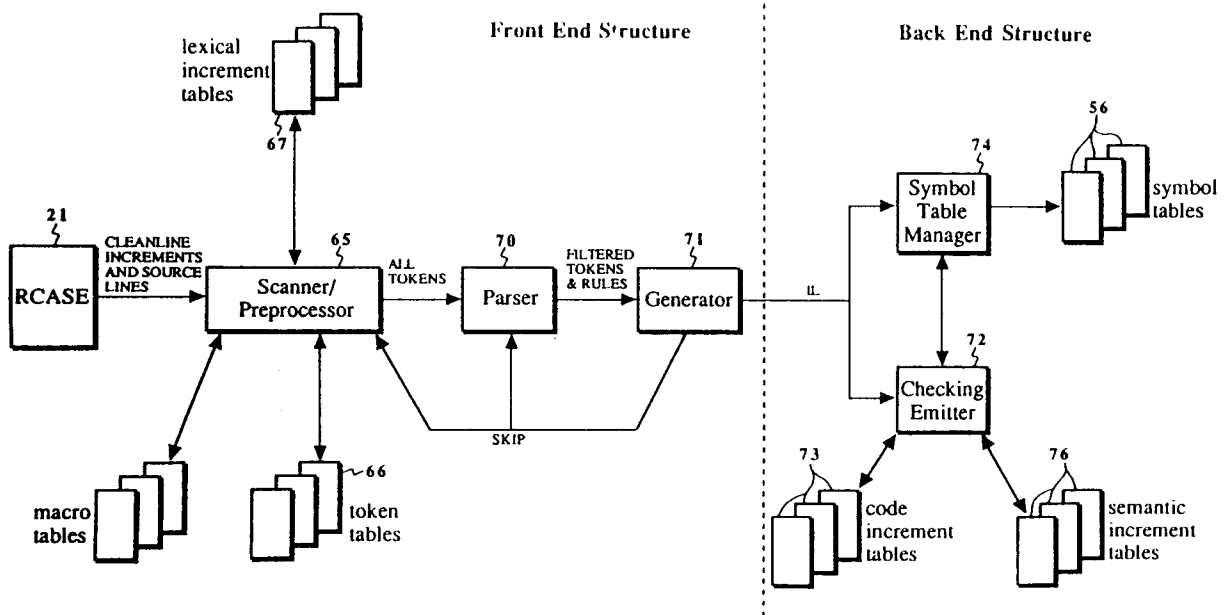 Front End Structure
Back End Structure
lexical
increment
tables
67
56
74
Symbol
Table
Manager
symbol
tables
21
RCASE
CLEANLINE
INCREMENTS
AND SOURCE
LINES
65
Scanner/
Preprocessor
ALL
TOKENS
70
Parser
FILTERED
TOKENS
& RULES
71
Generator
IL
72
Checking
Emitter
SKIP
macro
tables
66
token
tables
73
code
increment
tables
76
semantic
increment
tables